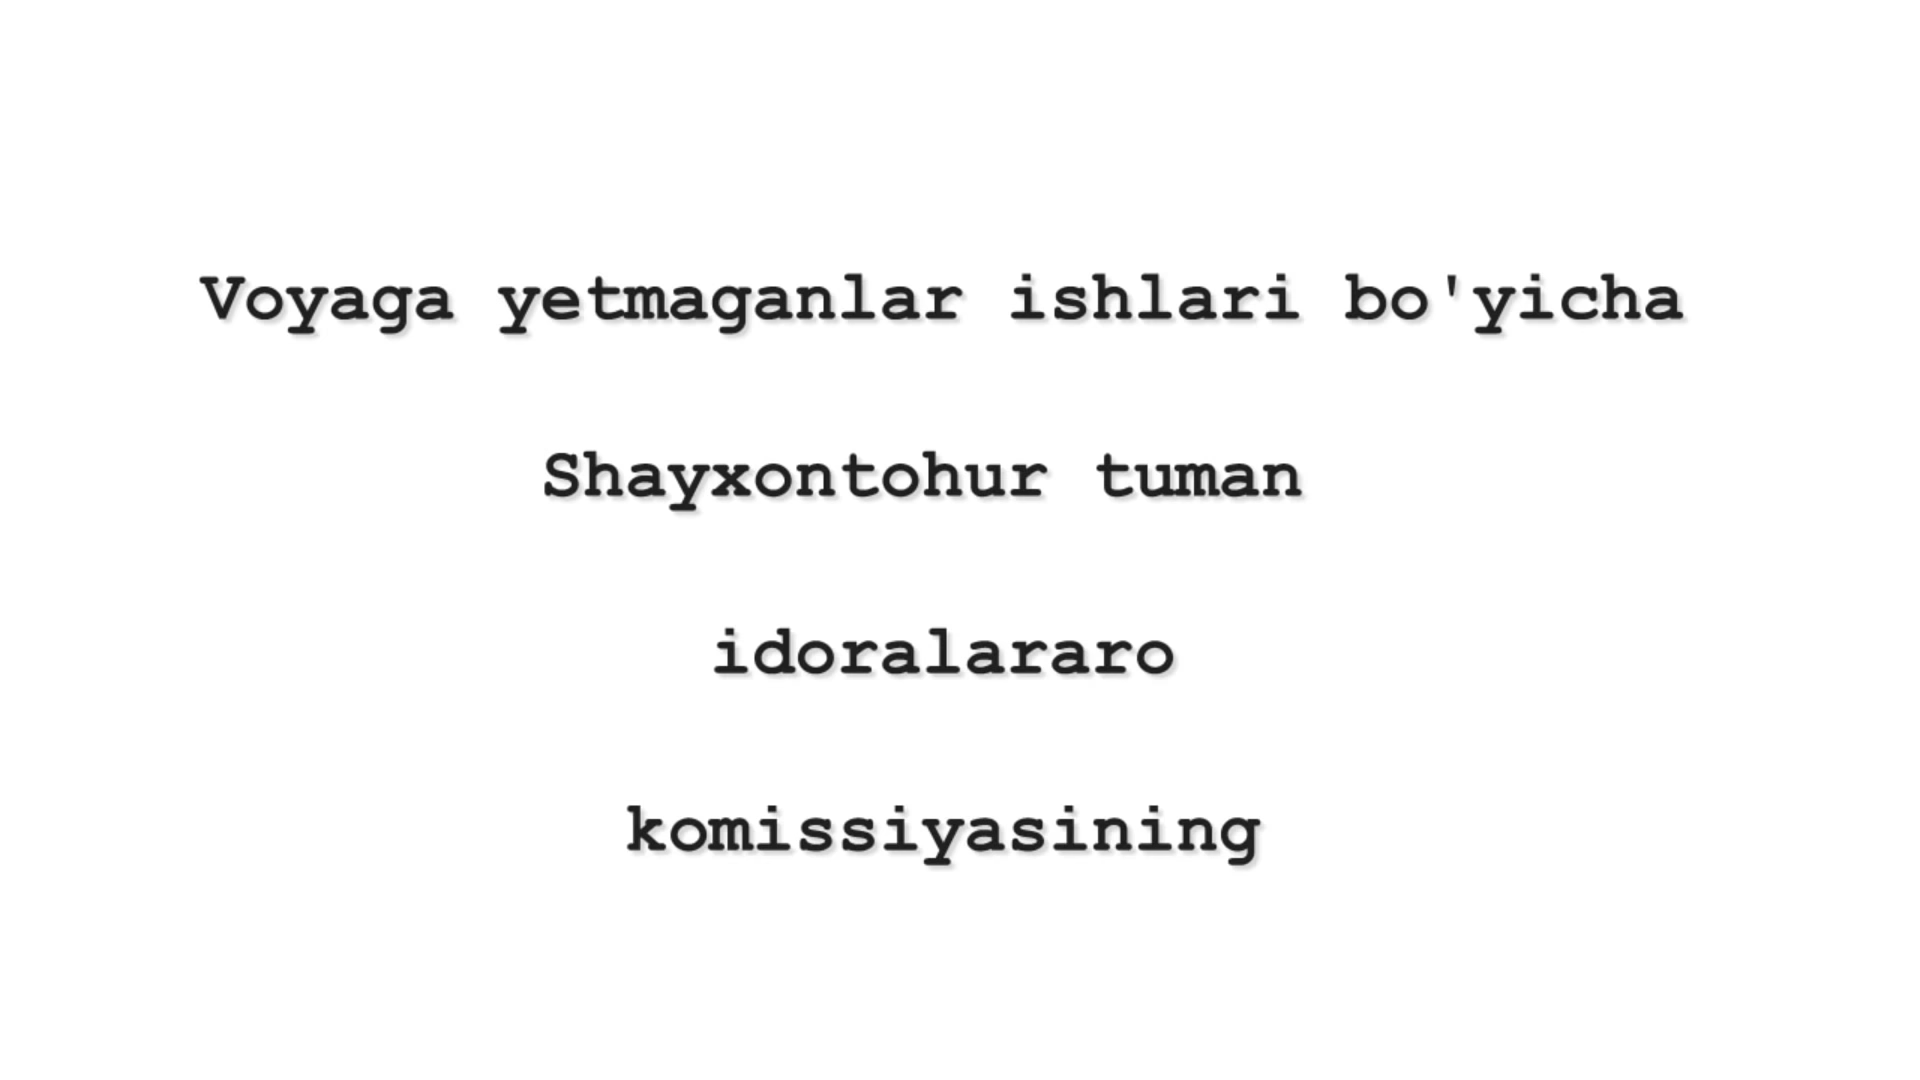 Voyaga yetmaganlar ishlari bo'yicha
Shayxontohur tuman
idoralararo
komissiyasining